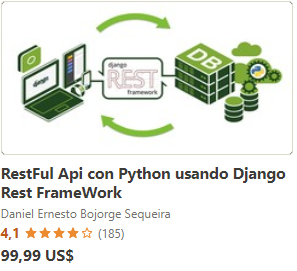 django
django
REST
framework
DB
RestFul Api con Python usando Django
Rest FrameWork
Daniel Ernesto Bojorge Sequeira
4,1 (185)
99,99 US$